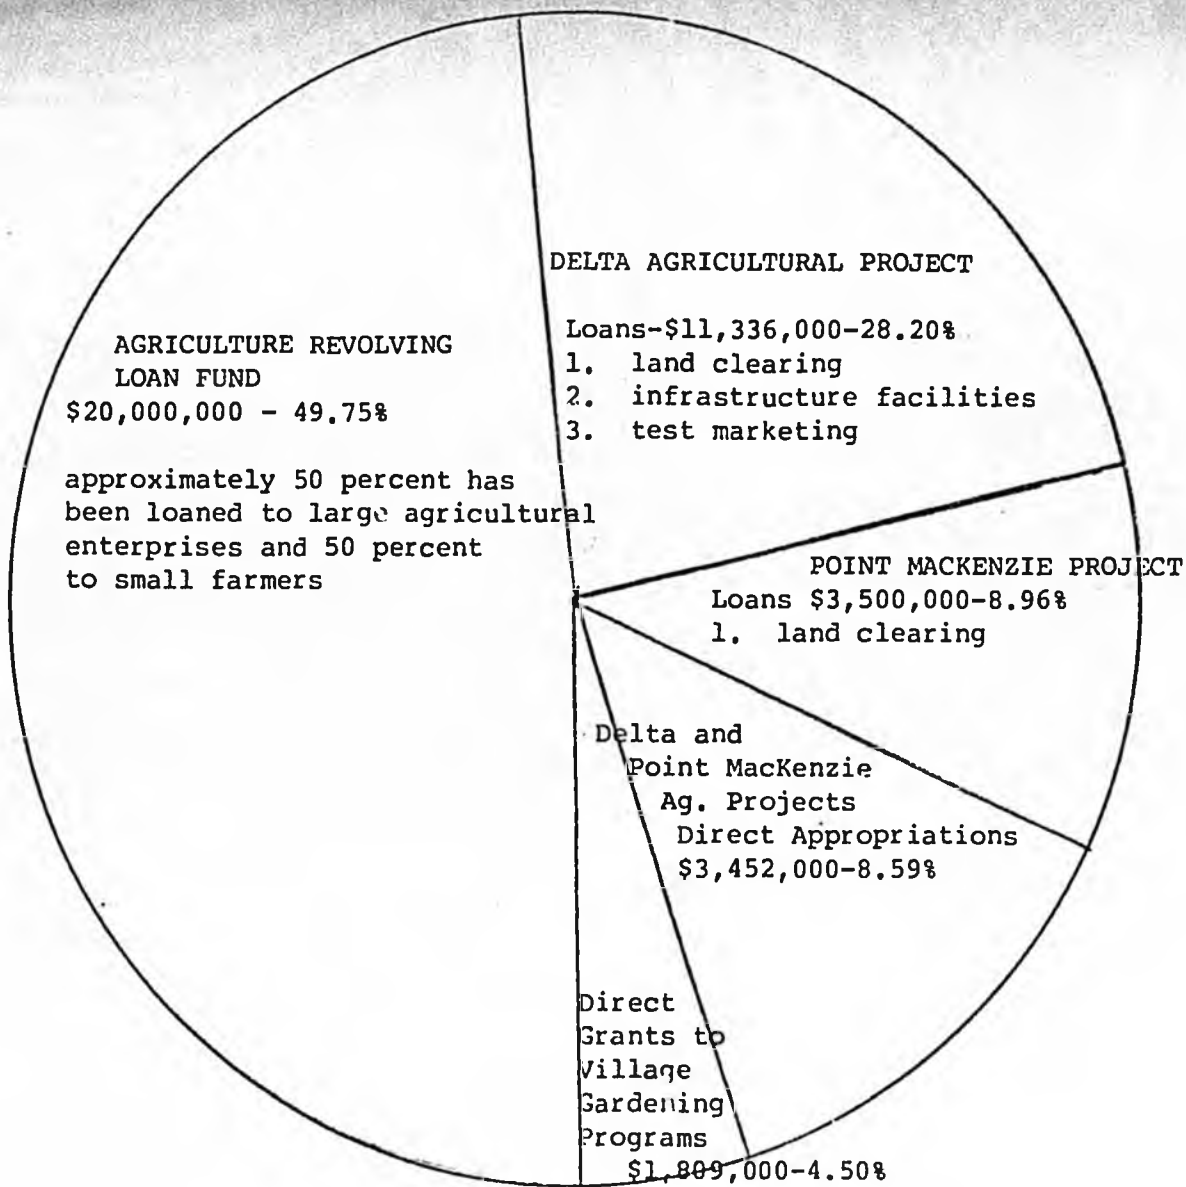 AGRICULTURE REVOLVING
LOAN FUND
$20,000,000 - 49.75%
approximately 50 percent has
been loaned to large agricultural
enterprises and 50 percent
to small farmers
DELTA AGRICULTURAL PROJECT
Loans-$11,336,000-28.20%
1. land clearing
2. infrastructure facilities
3. test marketing
POINT MACKENZIE PROJECT
Loans $3,500,000-8.96%
1. land clearing
Delta and
Point MacKenzie
Ag. Projects
Direct Appropriations
$3,452,000-8.59%
Direct
Grants to
Village
Gardening
Programs
$1,809,000-4.50%